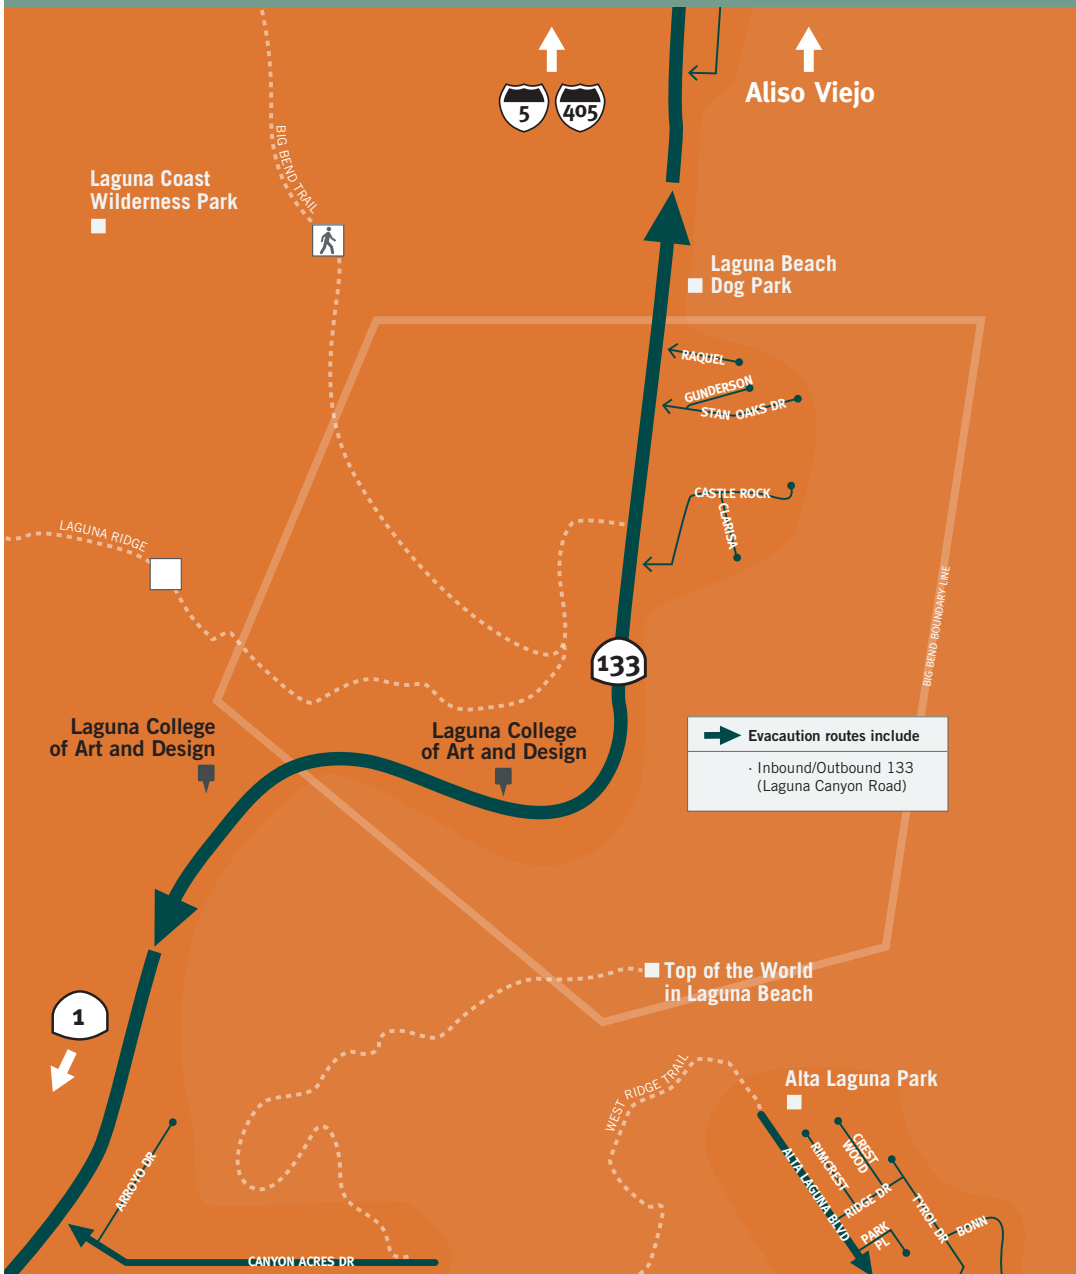 5
405
Aliso Viejo
BIG BEND TRAIL
Laguna Coast
Wilderness Park
Laguna Beach
Dog Park
RAQUEL
GUNDERSON
STAN OAKS DR
CASTLE ROCK
CLARISA
LAGUNA RIDGE
BIG BEND BOUNDARY LINE
133
Laguna College
of Art and Design
Laguna College
of Art and Design
Evacaution routes include
· Inbound/Outbound 133
(Laguna Canyon Road)
Top of the World
in Laguna Beach
1
WEST RIDGE TRAIL
Alta Laguna Park
ARROYO DR
CANYON ACRES DR
ALTA LAGUNA BLVD
RIMCREST
CREST
WOOD
RIDGE DR
TYROL DR
BONN
PARK
PL